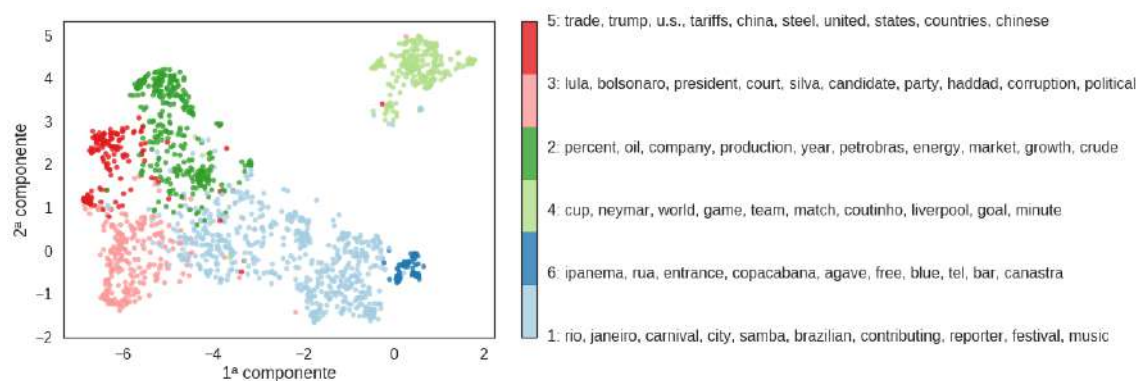 5
4
3
2
1
0
−1
−2
2ª componente
−6
−4
−2
0
2
1ª componente
5: trade, trump, u.s., tariffs, china, steel, united, states, countries, chinese
3: lula, bolsonaro, president, court, silva, candidate, party, haddad, corruption, political
2: percent, oil, company, production, year, petrobras, energy, market, growth, crude
4: cup, neymar, world, game, team, match, coutinho, liverpool, goal, minute
6: ipanema, rua, entrance, copacabana, agave, free, blue, tel, bar, canastra
1: rio, janeiro, carnival, city, samba, brazilian, contributing, reporter, festival, music